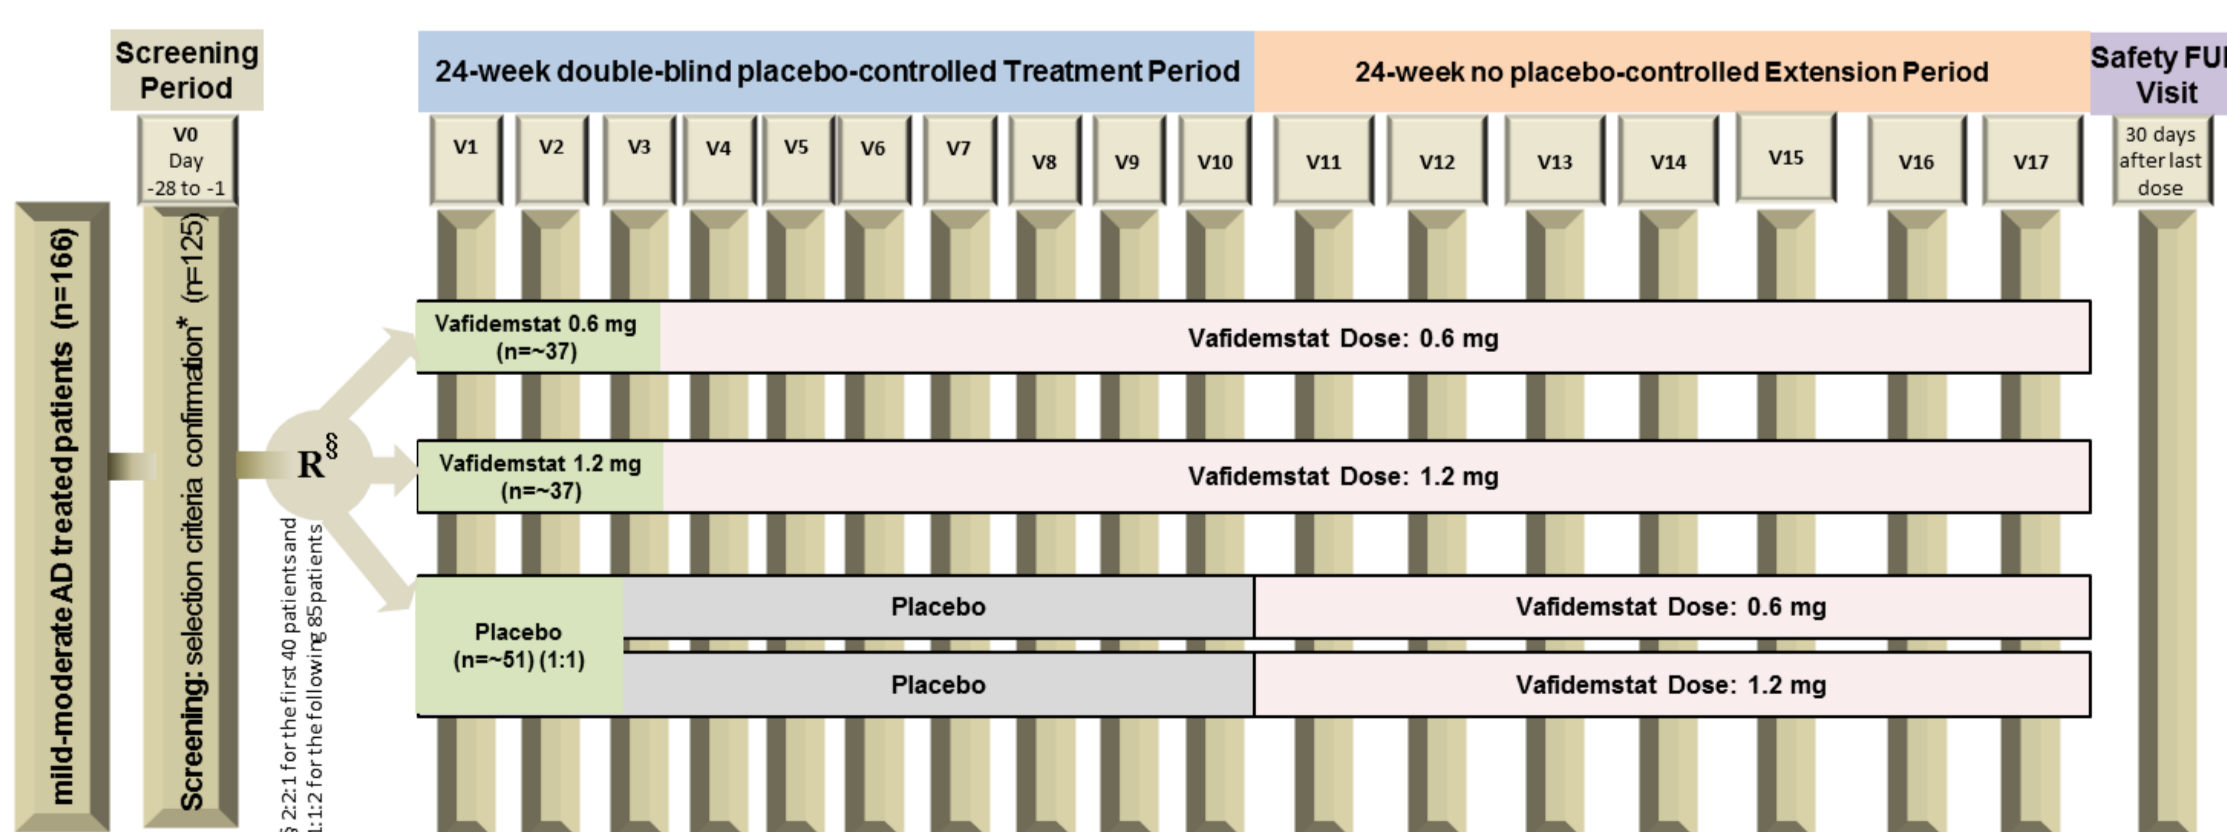 Screening
Period
24-week double-blind placebo-controlled Treatment Period
24-week no placebo-controlled Extension Period
Safety FU
Visit
V0
Day
-28 to -1
V1
V2
V3
V4
V5
V6
V7
V8
V9
V10
V11
V12
V13
V14
V15
V16
V17
30 days
after last
dose
mild-moderate AD treated patients (n=166)
Screening: selection criteria confirmation* (n=125)
R§
§ 2:2:1 for the first 40 patients and
1:1:2 for the following 85 patients
Vafidemstat 0.6 mg
(n=~37)
Vafidemstat Dose: 0.6 mg
Vafidemstat 1.2 mg
(n=~37)
Vafidemstat Dose: 1.2 mg
Placebo
(n=~51) (1:1)
Placebo
Vafidemstat Dose: 0.6 mg
Placebo
Vafidemstat Dose: 1.2 mg